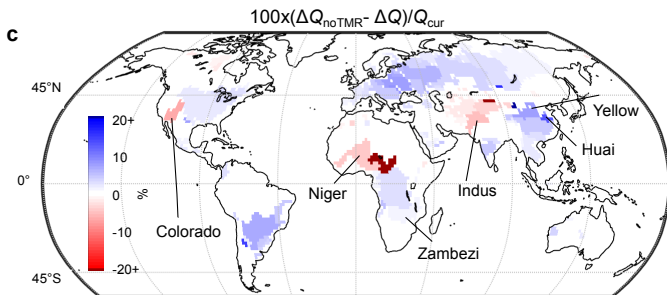 100x(ΔQnoTMR- ΔQ)/Qcur
c
45°N
0°
45°S
20+
10
0
-10
-20+
%
Colorado
Niger
Zambezi
Indus
Huai
Yellow